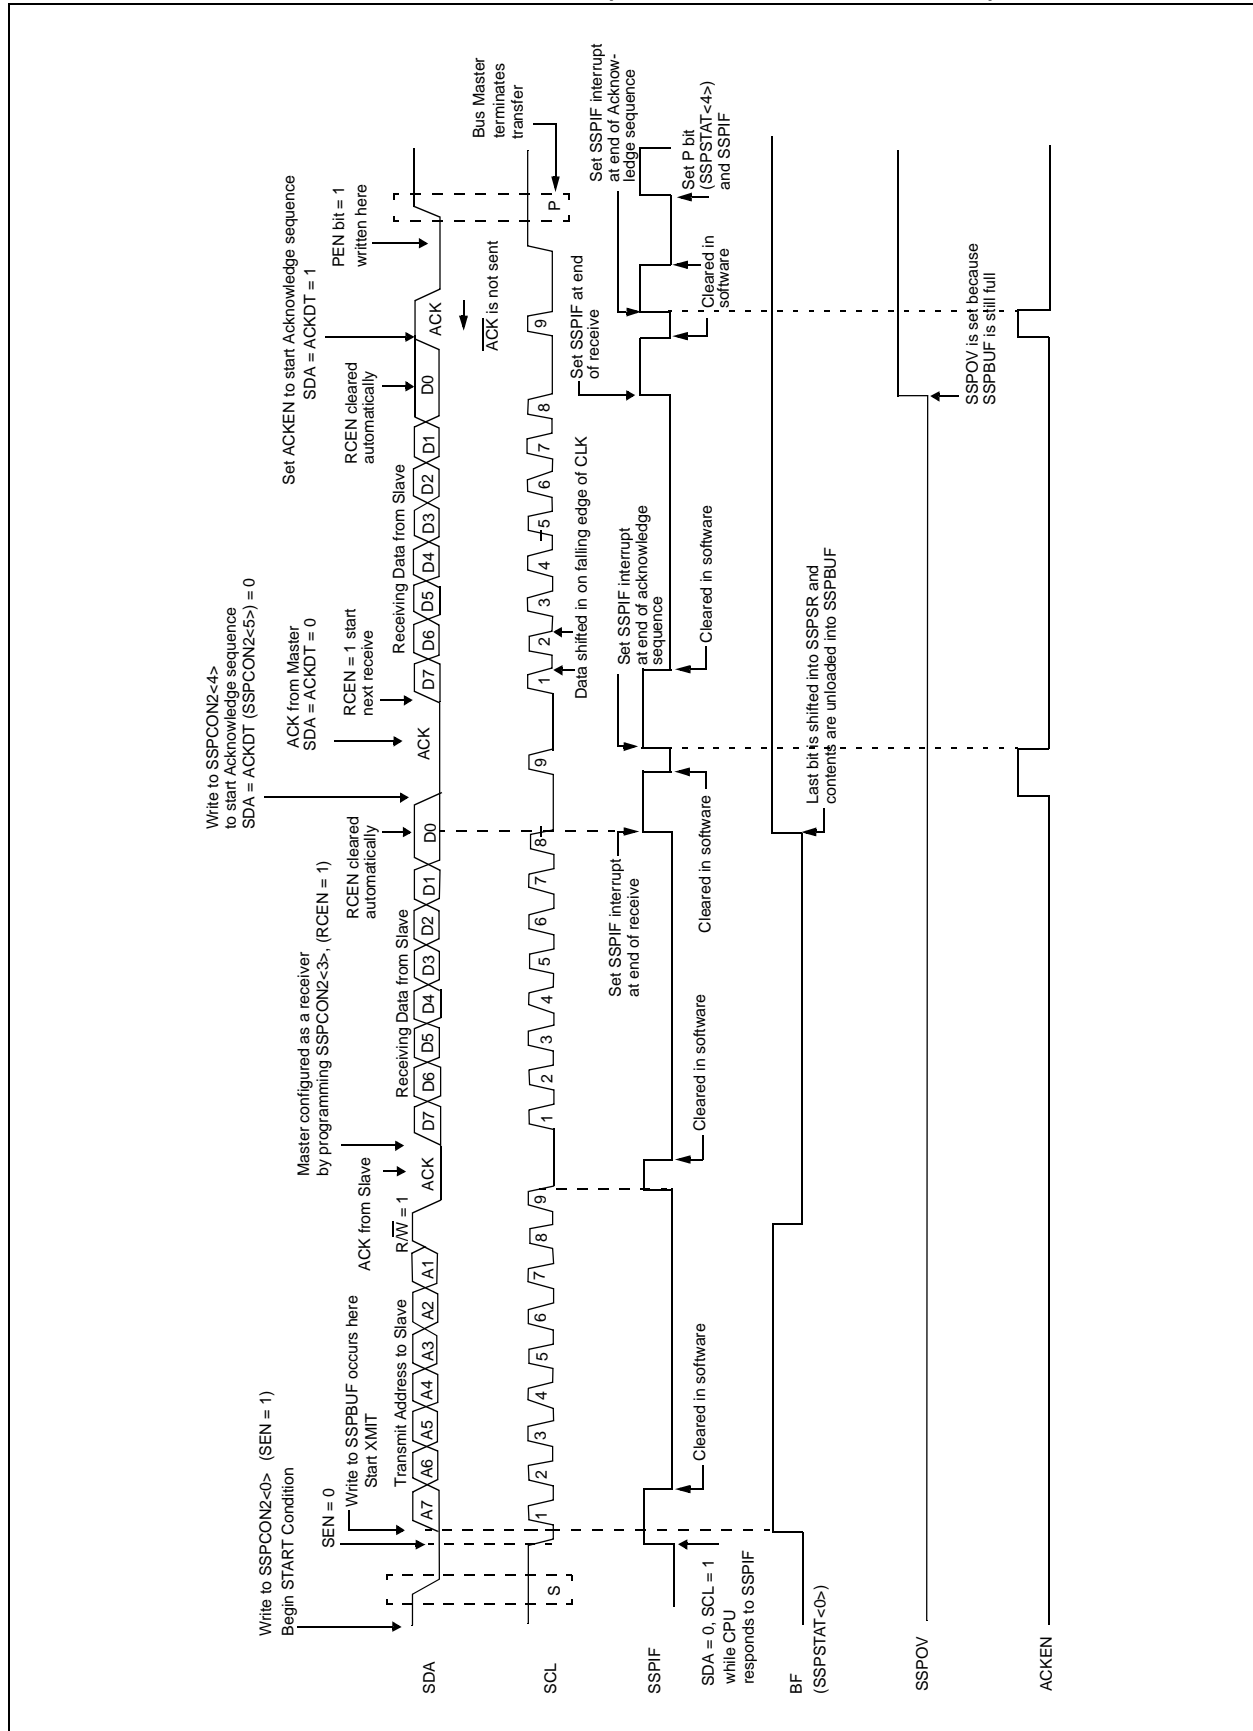 Write to SSPCON2<4>
to start Acknowledge sequence
SDA = ACKDT (SSPCON2<5>) = 0
Set ACKEN to start Acknowledge sequence
SDA = ACKDT = 1
Write to SSPCON2<0>  (SEN = 1)
Begin START Condition
SEN = 0
Write to SSPBUF occurs here
Start XMIT
Master configured as a receiver
by programming SSPCON2<3>, (RCEN = 1)
ACK from Slave
RCEN cleared
automatically
ACK from Master
SDA = ACKDT = 0
RCEN = 1 start
next receive
RCEN cleared
automatically
PEN bit = 1
written here
Transmit Address to Slave
R/W = 1
Receiving Data from Slave
Receiving Data from Slave
SDA
A7 A6 A5 A4 A3 A2 A1
ACK
D7 D6 D5 D4 D3 D2 D1 D0
ACK
D7 D6 D5 D4 D3 D2 D1 D0
ACK
ACK is not sent
Bus Master
terminates
transfer
SCL
S
1 2 3 4 5 6 7 8 9
1 2 3 4 5 6 7 8 9
1 2 3 4 5 6 7 8 9
P
Data shifted in on falling edge of CLK
Set SSPIF at end
of receive
Set SSPIF interrupt
at end of Acknow-
ledge sequence
Set SSPIF interrupt
at end of receive
Set SSPIF interrupt
at end of acknowledge
sequence
SSPIF
SDA = 0, SCL = 1
while CPU
responds to SSPIF
Cleared in software
Cleared in software
Cleared in software
Cleared in software
Cleared in
software
Set P bit
(SSPSTAT<4>)
and SSPIF
BF
(SSPSTAT<0>)
Last bit is shifted into SSPSR and
contents are unloaded into SSPBUF
SSPOV
SSPOV is set because
SSPBUF is still full
ACKEN